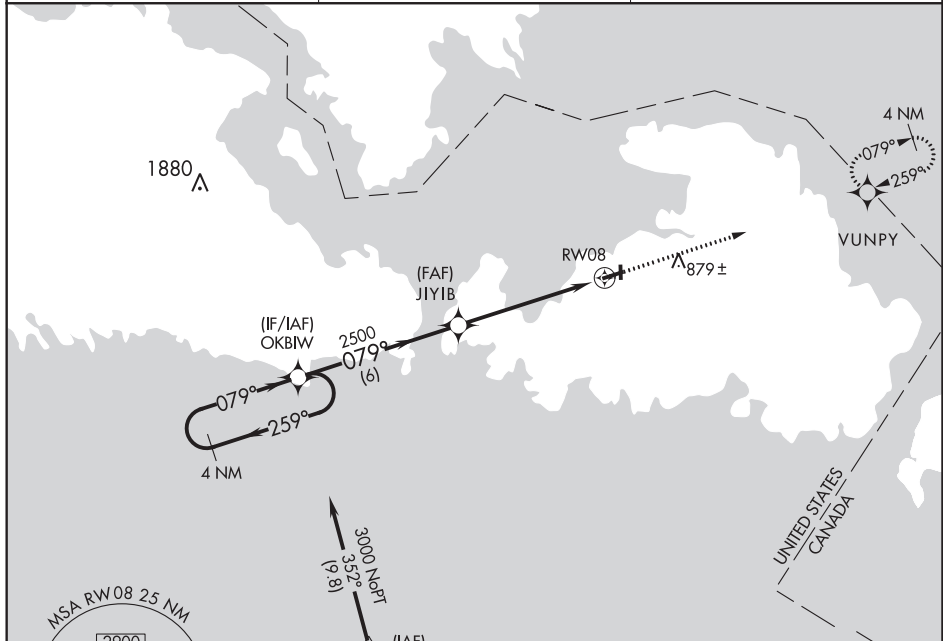 4 NM
079°
259°
VUNPY
1880
RW08
879±
(FAF)
JIYIB
(IF/IAF)
OKBIW
2500
079°
(6)
079°
259°
4 NM
UNITED STATES
CANADA
3000 NoPT
352°
(9.8)
MSA RW08 25 NM
(IAF)